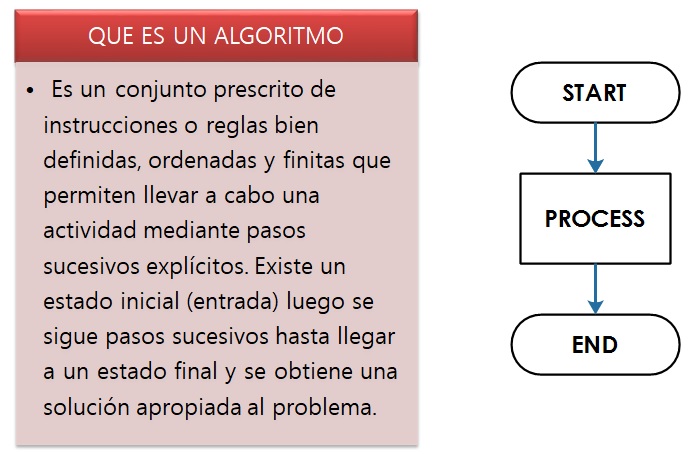 QUE ES UN ALGORITMO
• Es un conjunto prescrito de
instrucciones o reglas bien
definidas, ordenadas y finitas que
permiten llevar a cabo una
actividad mediante pasos
sucesivos explícitos. Existe un
estado inicial (entrada) luego se
sigue pasos sucesivos hasta llegar
a un estado final y se obtiene una
solución apropiada al problema.
START
PROCESS
END